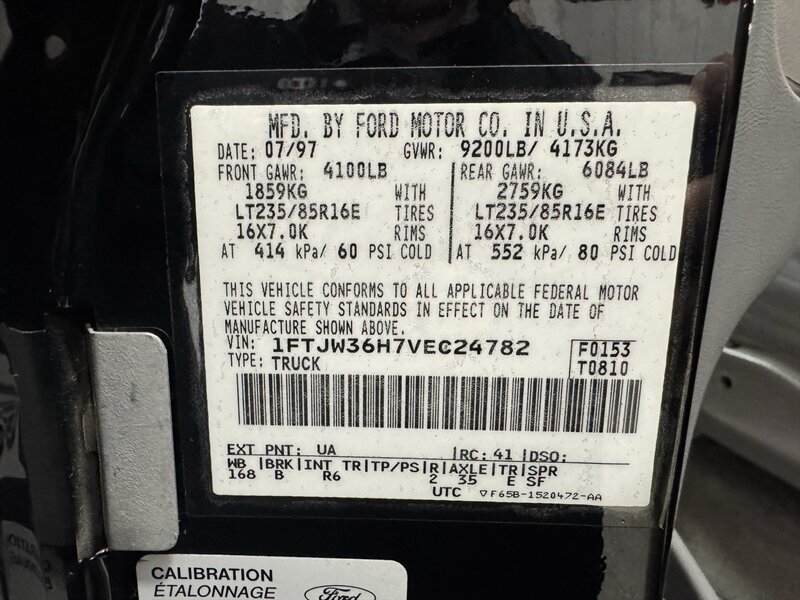 MFD. BY FORD MOTOR CO. IN U.S.A.
DATE: 07/97 GVWR: 9200LB/ 4173KG
FRONT GAWR: 4100LB REAR GAWR: 6084LB
1859KG WITH 2759KG WITH
LT235/85R16E TIRES LT235/85R16E TIRES
16X7.0K RIMS 16X7.0K RIMS
AT 414 kPa/ 60 PSI COLD AT 552 kPa/ 80 PSI COLD
THIS VEHICLE CONFORMS TO ALL APPLICABLE FEDERAL MOTOR
VEHICLE SAFETY STANDARDS IN EFFECT ON THE DATE OF
MANUFACTURE SHOWN ABOVE.
VIN: 1FTJW36H7VEC24782 F0153
TYPE: TRUCK T0810
EXT PNT: UA |RC: 41 |DSO:
WB |BRK|INT TR|TP/PS|R|AXLE|TR|SPR
168 B R6 2 35 E SF
UTC ▽F65B-1520472-AA
CALIBRATION
ÉTALONNAGE
Ford